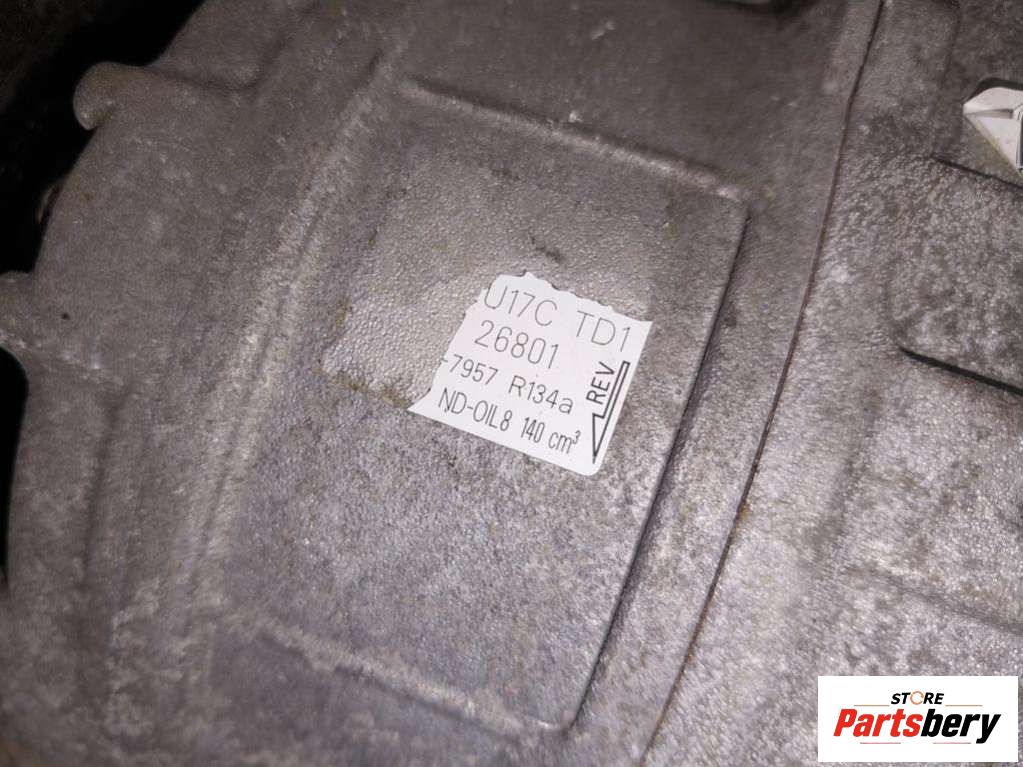 U17C TD1
26801
-7957 R134a
ND-OIL8 140 cm³
REV
STORE
Partsbery